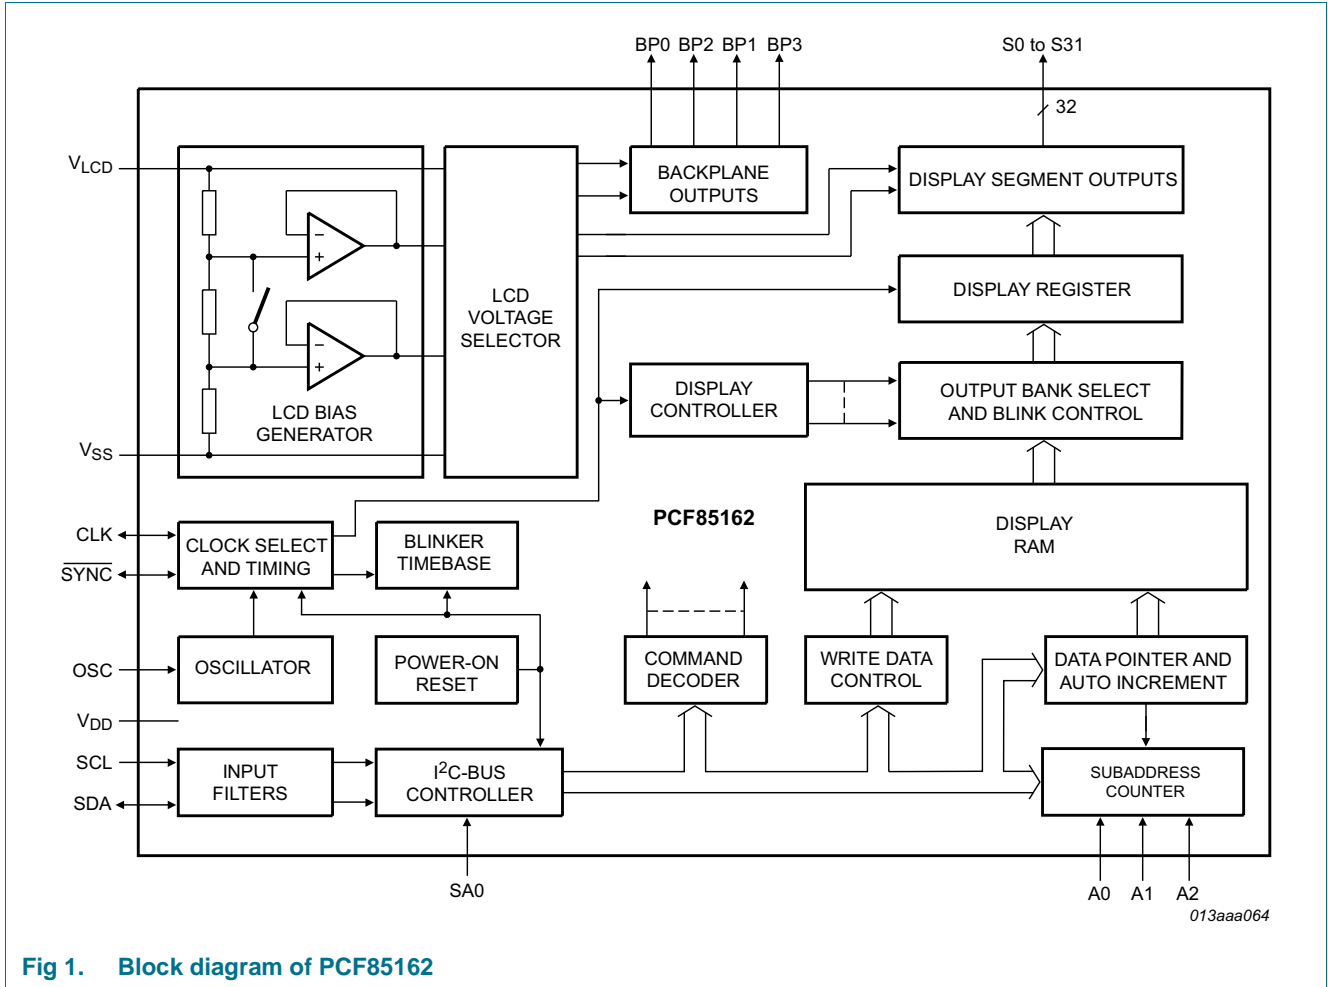 BP0 BP2 BP1 BP3
S0 to S31
32
VLCD
BACKPLANE
OUTPUTS
DISPLAY SEGMENT OUTPUTS
−
+
LCD
VOLTAGE
SELECTOR
DISPLAY REGISTER
−
+
LCD BIAS
GENERATOR
DISPLAY
CONTROLLER
OUTPUT BANK SELECT
AND BLINK CONTROL
VSS
CLK
SYNC
CLOCK SELECT
AND TIMING
BLINKER
TIMEBASE
PCF85162
DISPLAY
RAM
OSC
OSCILLATOR
POWER-ON
RESET
COMMAND
DECODER
WRITE DATA
CONTROL
DATA POINTER AND
AUTO INCREMENT
VDD
SCL
SDA
INPUT
FILTERS
I2C-BUS
CONTROLLER
SUBADDRESS
COUNTER
SA0
A0 A1 A2
013aaa064
Fig 1. Block diagram of PCF85162